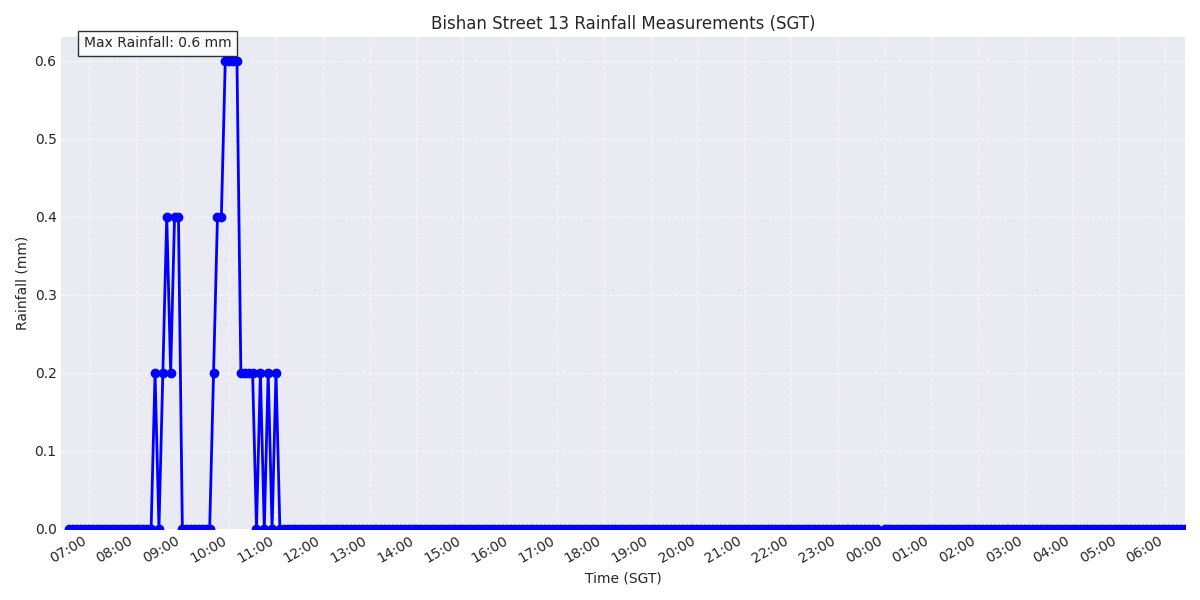 Bishan Street 13 Rainfall Measurements (SGT)
Max Rainfall: 0.6 mm
0.6
0.5
0.4
0.3
0.2
0.1
0.0
Rainfall (mm)
07:00 08:00 09:00 10:00 11:00 12:00 13:00 14:00 15:00 16:00 17:00 18:00 19:00 20:00 21:00 22:00 23:00 00:00 01:00 02:00 03:00 04:00 05:00 06:00
Time (SGT)